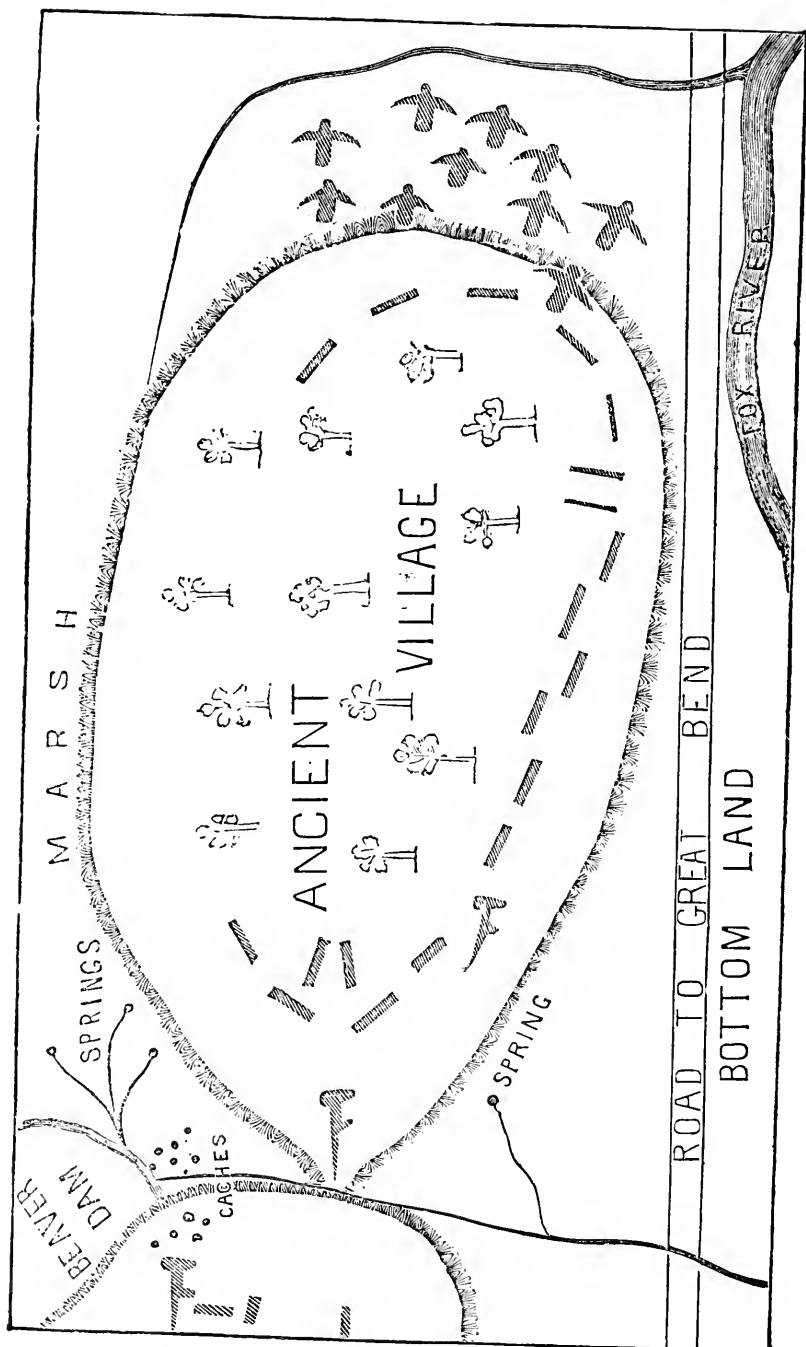 MARSH
SPRINGS
BEAVER
DAM
CACHES
ANCIENT
VILLAGE
SPRING
ROAD TO GREAT BEND
BOTTOM LAND
FOX RIVER